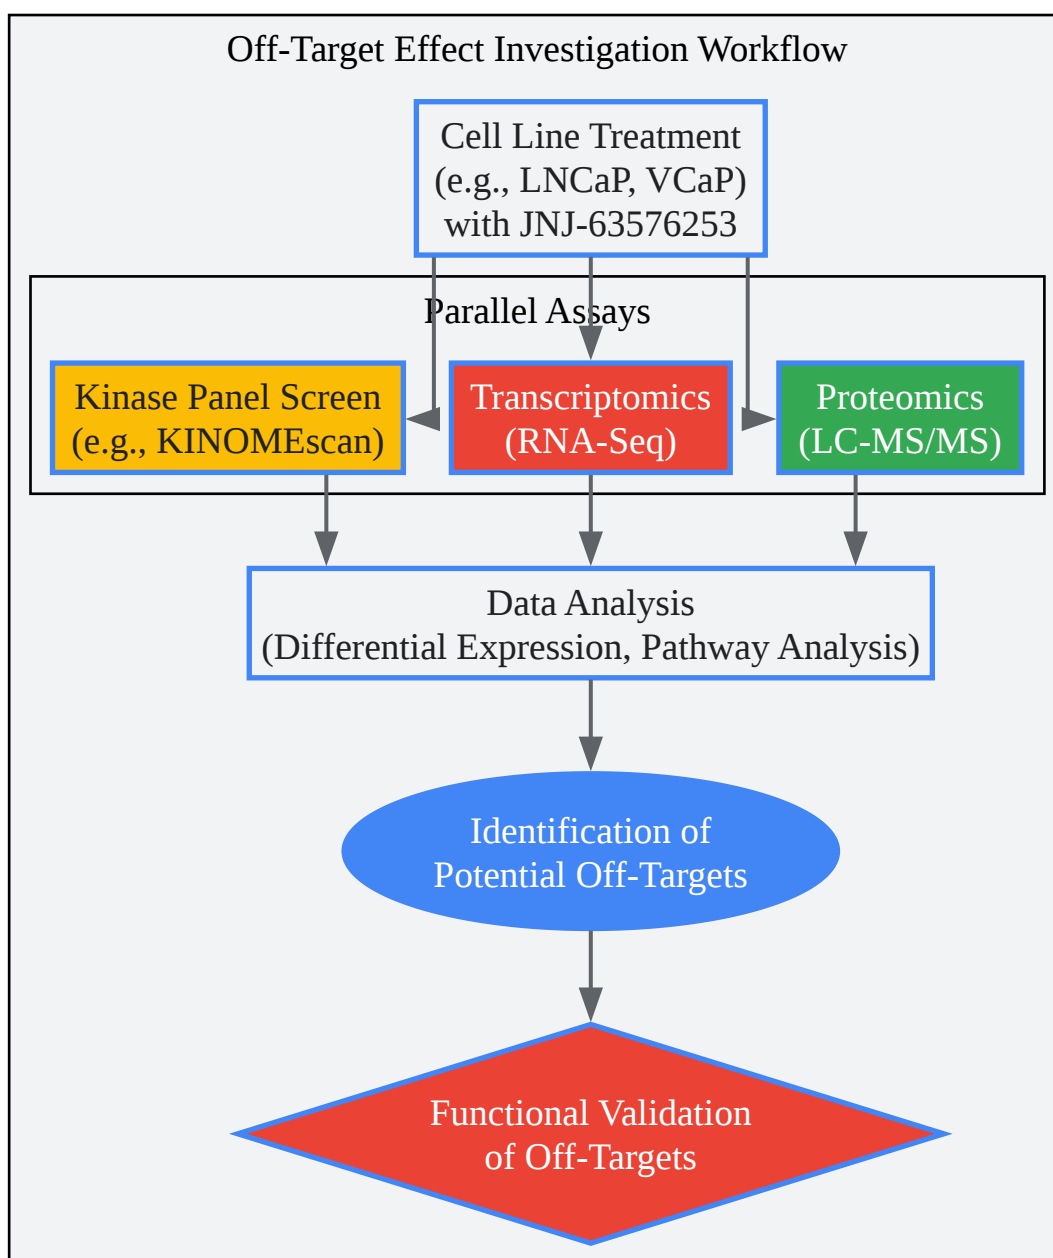 Off-Target Effect Investigation Workflow
Cell Line Treatment
(e.g., LNCaP, VCaP)
with JNJ-63576253
Parallel Assays
Kinase Panel Screen
(e.g., KINOMEscan)
Transcriptomics
(RNA-Seq)
Proteomics
(LC-MS/MS)
Data Analysis
(Differential Expression, Pathway Analysis)
Identification of
Potential Off-Targets
Functional Validation
of Off-Targets